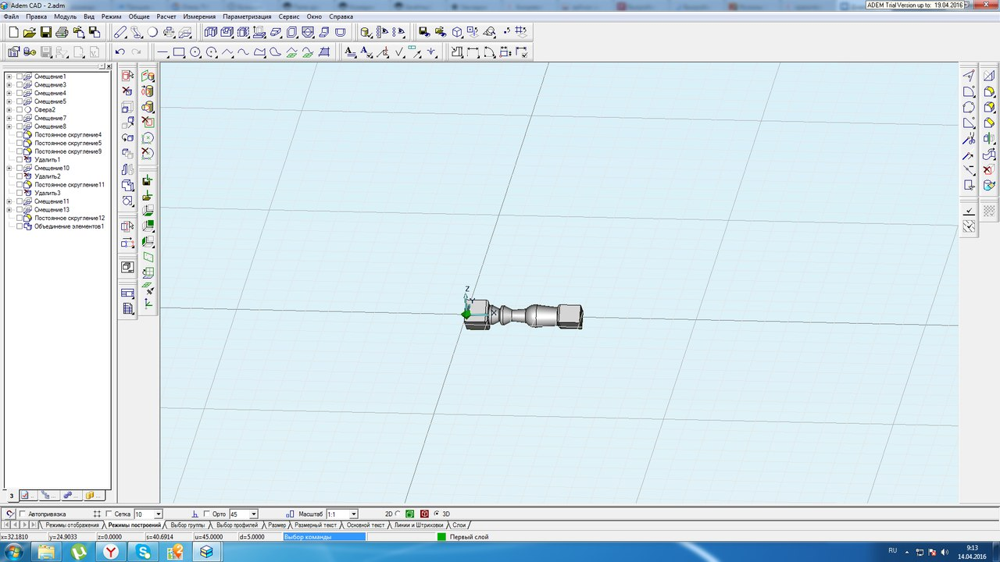 Adem CAD - 2.adm
ADEM Trial Version up to: 19.04.2016
Файл Правка Модуль Вид Режим Общие Расчет Измерения Параметризация Сервис Окно Справка
Смещение1
Смещение3
Смещение4
Смещение5
Сфера2
Смещение7
Смещение8
Постоянное скругление4
Постоянное скругление5
Постоянное скругление9
Удалить1
Смещение10
Удалить2
Постоянное скругление11
Удалить3
Смещение11
Смещение13
Постоянное скругление12
Объединение элементов1
Z
Y
X
3
Автопривязка Сетка 10 Орто 45 Масштаб 1:1 2D 3D
Режимы отображения Режимы построений Выбор группы Выбор профилей Размер Размерный текст Основной текст Линии и Штриховки Слои
x=32.1810 y=24.9033 z=0.0000 s=40.6914 u=45.0000 d=5.0000 Выбор команды Первый слой
RU 9:13
14.04.2016